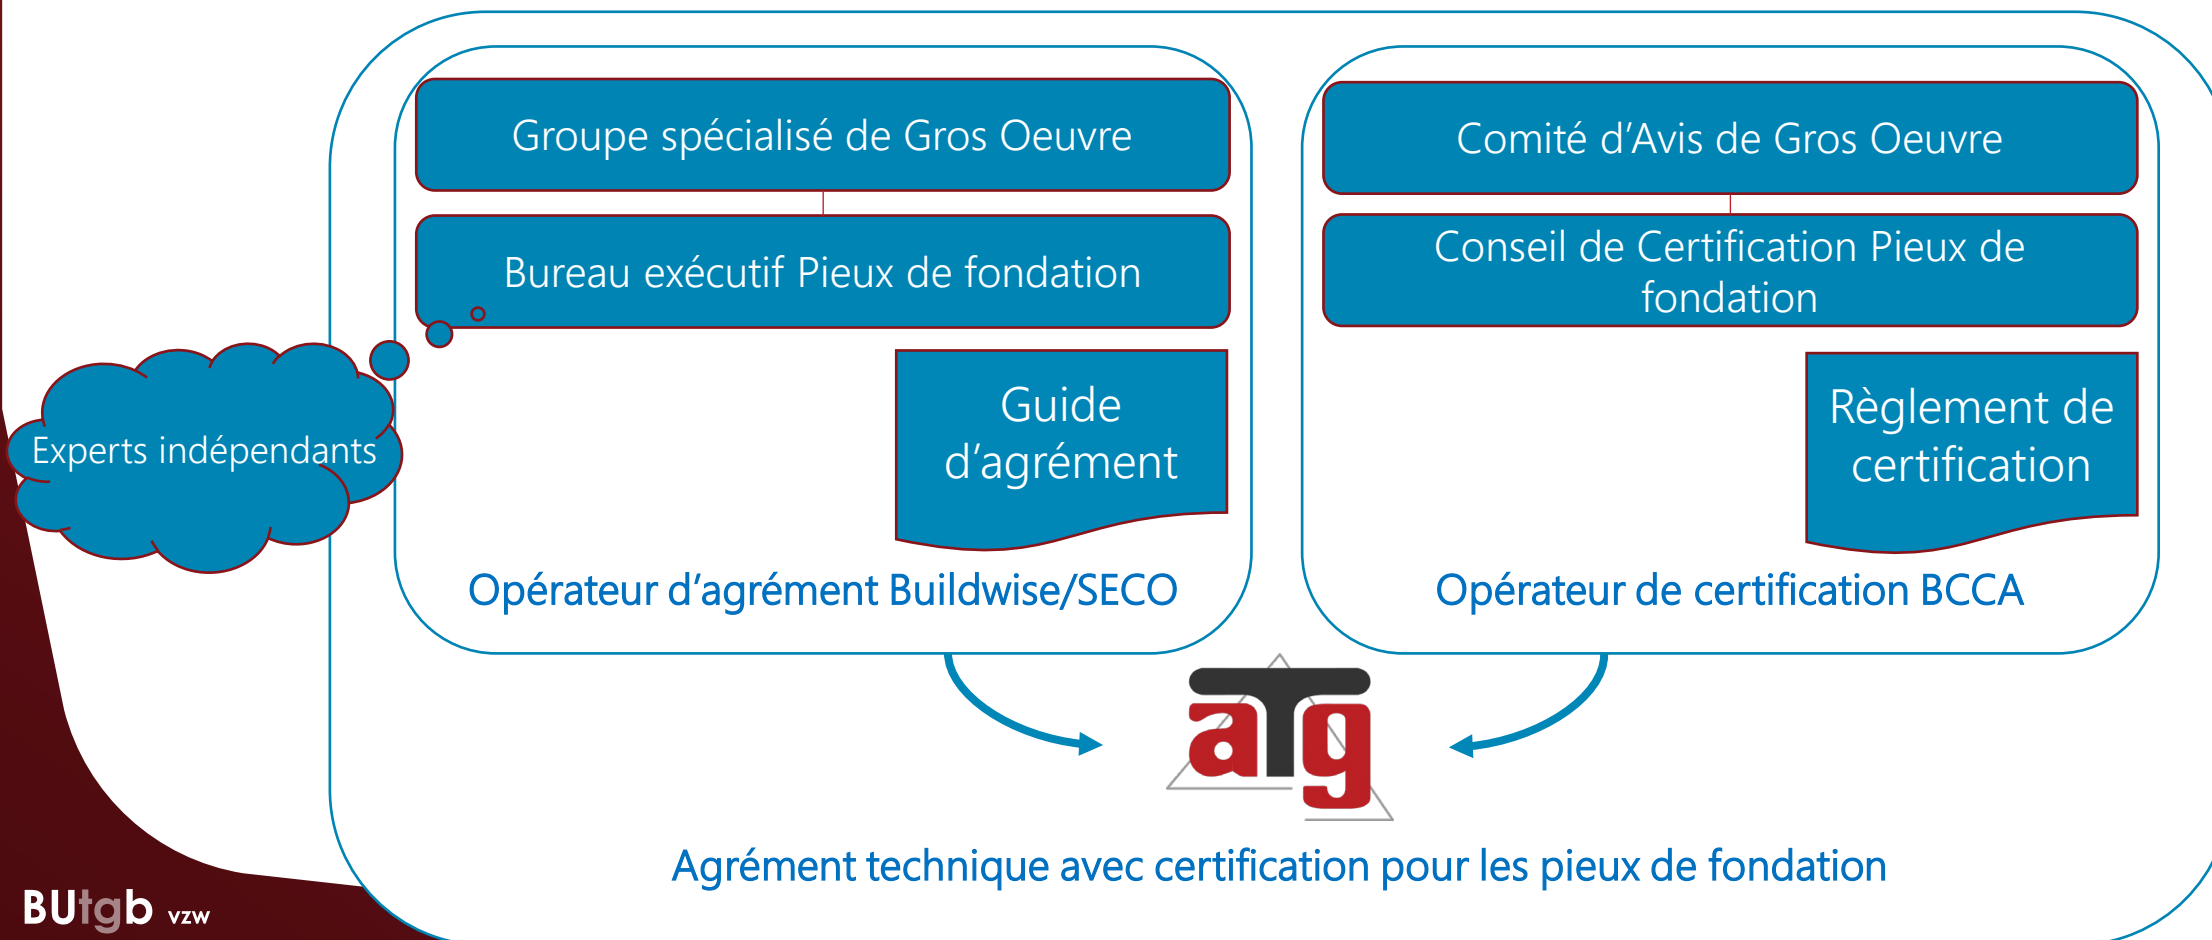 Groupe spécialisé de Gros Oeuvre
Bureau exécutif Pieux de fondation
Experts indépendants
Guide
d’agrément
Opérateur d’agrément Buildwise/SECO
Comité d’Avis de Gros Oeuvre
Conseil de Certification Pieux de
fondation
Règlement de
certification
Opérateur de certification BCCA
aTg
Agrément technique avec certification pour les pieux de fondation
BUtgb vzw